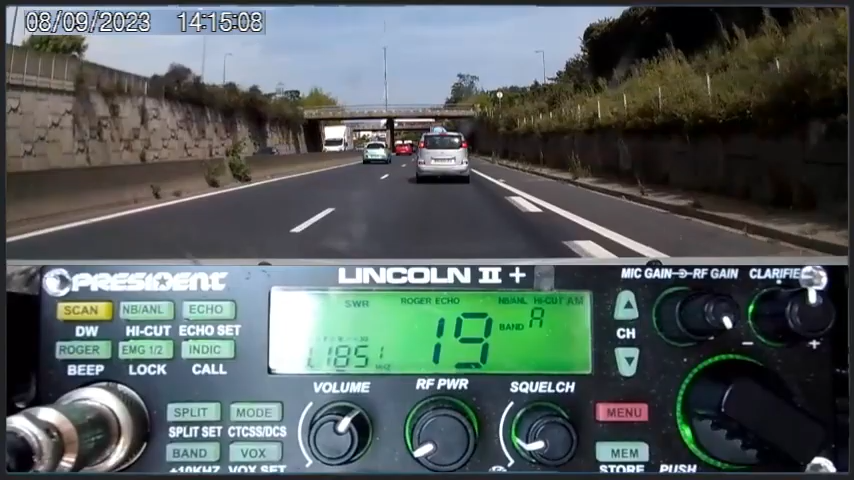 08/09/2023 14:15:08
PRESIDENT
LINCOLN II +
MIC GAIN RF GAIN CLARIFIER
SCAN NB/ANL ECHO
DW HI-CUT ECHO SET
ROGER EMG 1/2 INDIC
BEEP LOCK CALL
SWR ROGER ECHO NB/ANL HI-CUT AM
19 BAND A
CH
VOLUME RF PWR SQUELCH
SPLIT MODE
SPLIT SET CTCSS/DCS
BAND VOX
+10KHZ VOX SET
MENU
MEM
STORE PUSH